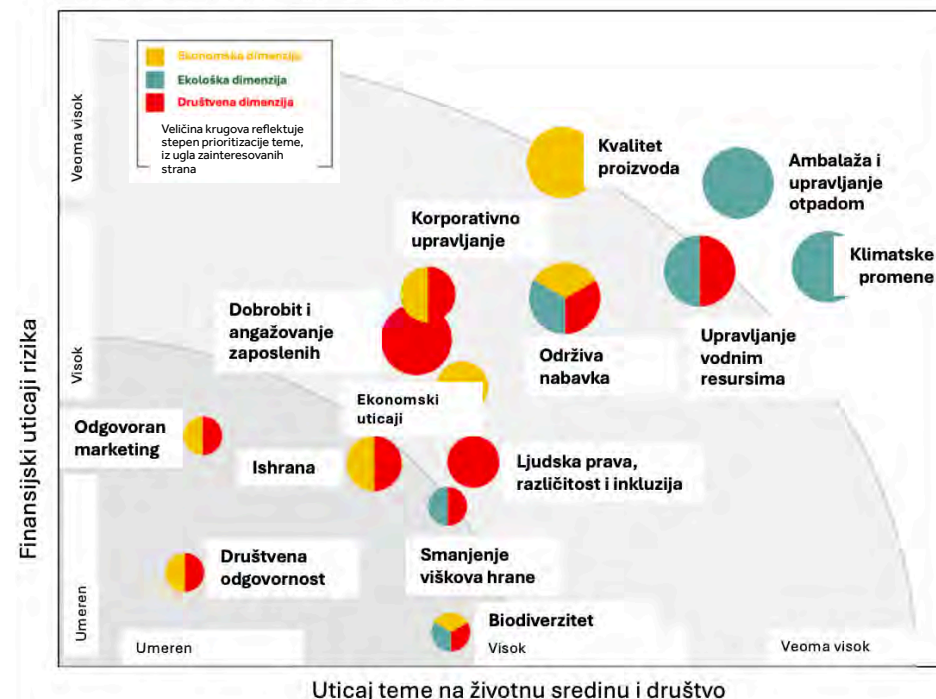 Ekonomska dimenzija
Ekološka dimenzija
Društvena dimenzija
Veličina krugova reflektuje
stepen prioritizacije teme,
iz ugla zainteresovanih
strana
Finansijski uticaji rizika
Veoma visok
Visok
Umeren
Kvalitet
proizvoda
Ambalaža i
upravljanje
otpadom
Korporativno
upravljanje
Klimatske
promene
Dobrobit i
angažovanje
zaposlenih
Održiva
nabavka
Upravljanje
vodnim
resursima
Ekonomski
uticaji
Odgovoran
marketing
Ishrana
Ljudska prava,
različitost i inkluzija
Društvena
odgovornost
Smanjenje
viškova hrane
Biodiverzitet
Umeren
Visok
Veoma visok
Uticaj teme na životnu sredinu i društvo